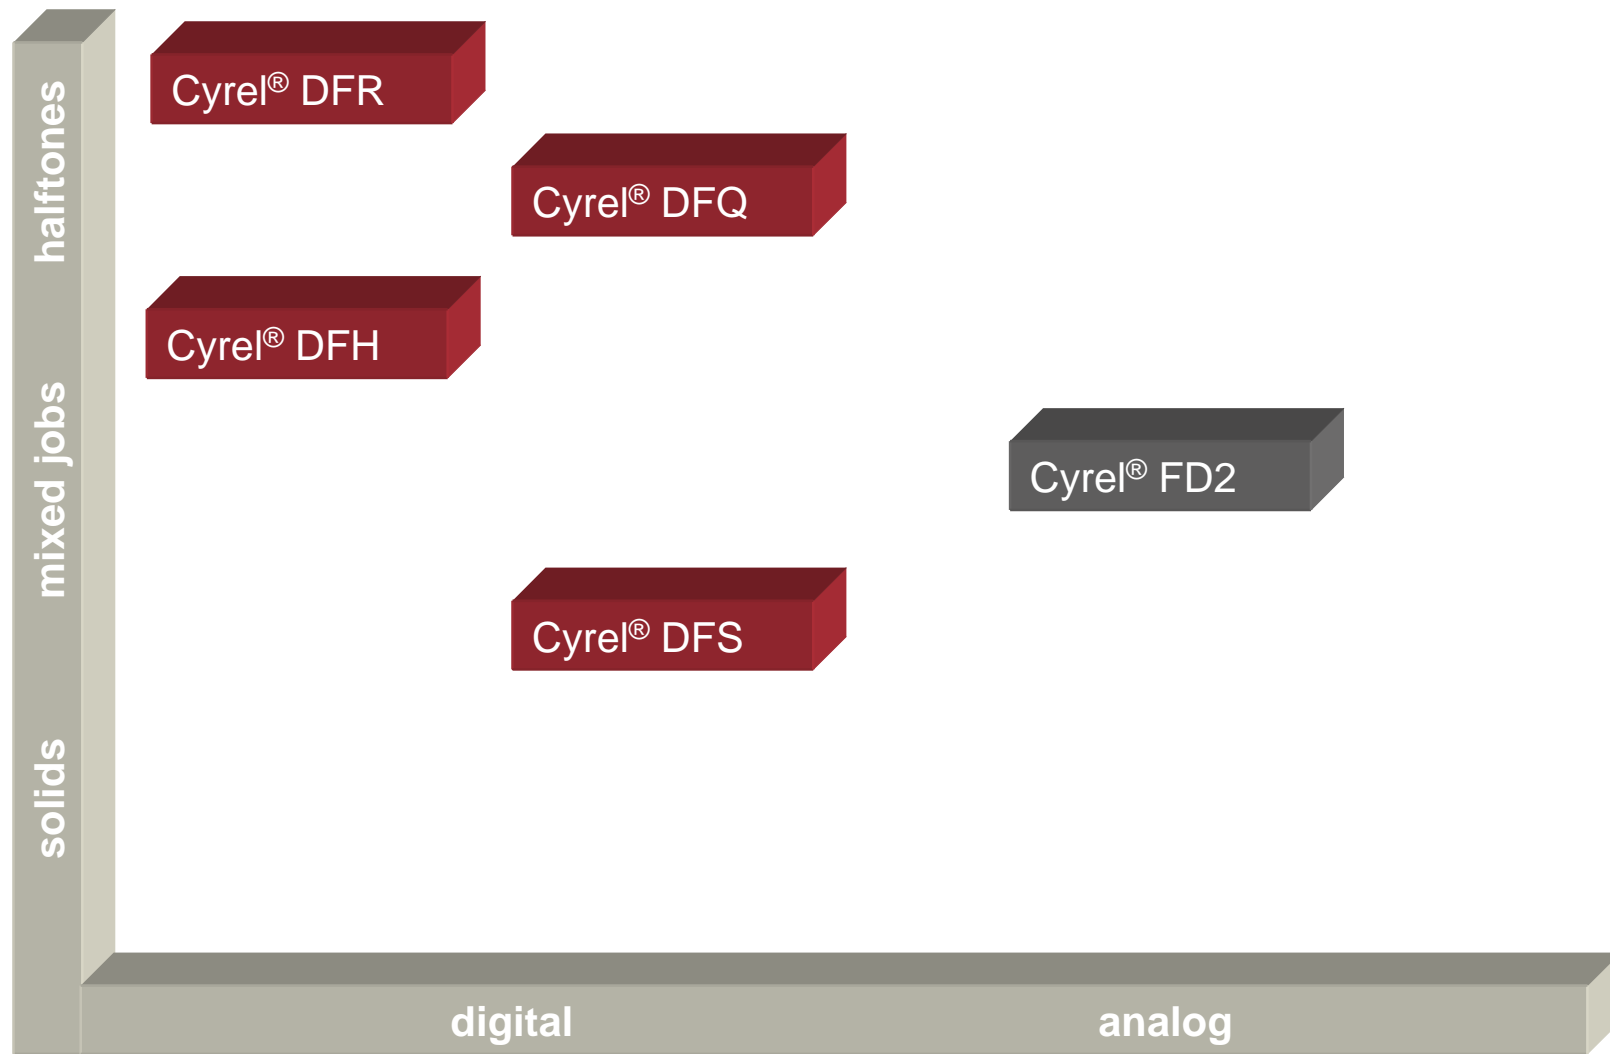 halftones
mixed jobs
solids
Cyrel® DFR
Cyrel® DFQ
Cyrel® DFH
Cyrel® FD2
Cyrel® DFS
digital
analog